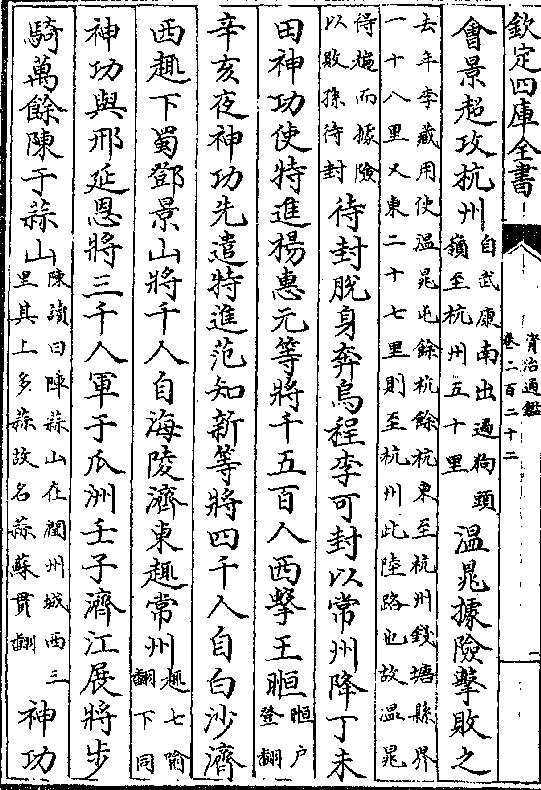 欽定四庫全書
資治通鑑
卷二百二十二
二
會景超攻杭州自武康南出過狗頭嶺至杭州五十里温晁據險擊敗之
去年李藏用使温晁屯餘杭餘杭東至杭州錢塘縣界一十八里又東二十七里則至杭州此陸路也故温晁
得而據險以敗孫待封待封脫身奔烏程李可封以常州降丁未
田神功使特進楊惠元等將千五百人西擊王暅暅户登翻
辛亥夜神功先遣特進范知新等將四千人自白沙濟
西趣下蜀鄧景山將千人自海陵濟東趣常州趣七喻翻下同
神功與邢延恩將三千人軍于瓜洲壬子濟江展將步
騎萬餘陳于蒜山陳讀曰陣蒜山在潤州城西三里其上多蒜故名蒜蘇貫翻神功